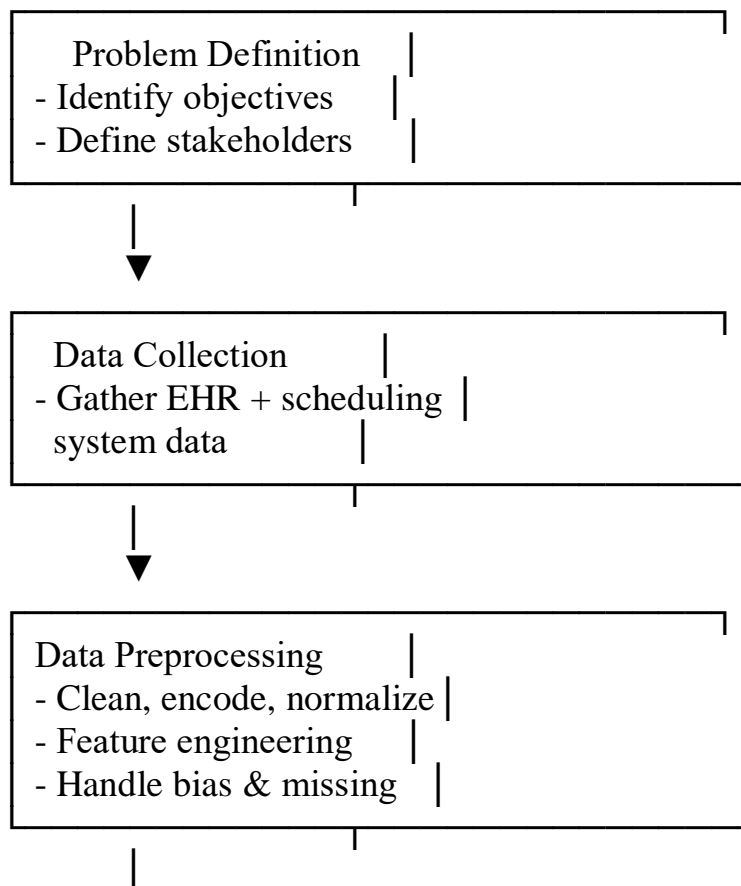 Problem Definition
- Identify objectives
- Define stakeholders
Data Collection
- Gather EHR + scheduling
system data
Data Preprocessing
- Clean, encode, normalize
- Feature engineering
- Handle bias & missing